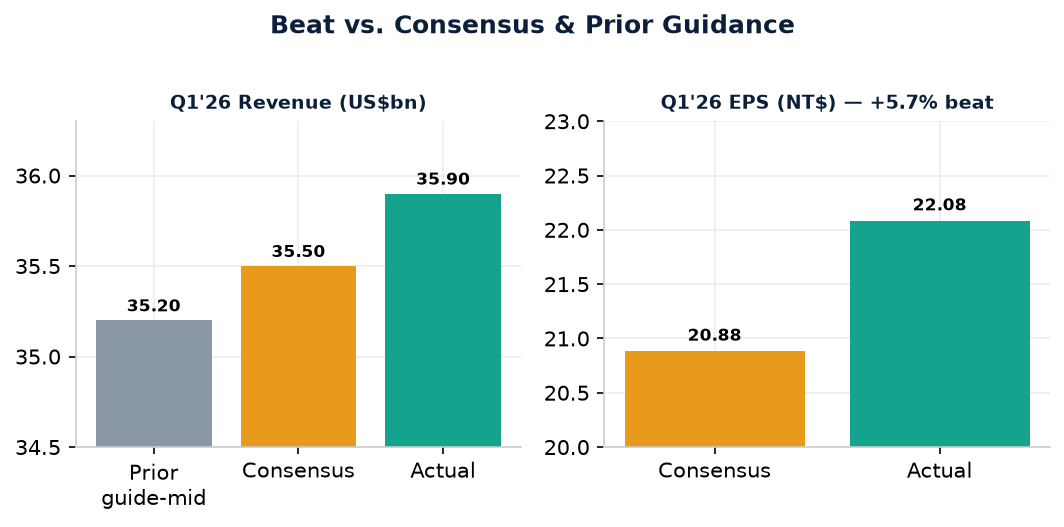 Beat vs. Consensus & Prior Guidance
Q1'26 Revenue (US$bn)
36.0
35.5
35.0
34.5
35.20
35.50
35.90
Prior
guide-mid
Consensus
Actual
Q1'26 EPS (NT$) — +5.7% beat
23.0
22.5
22.0
21.5
21.0
20.5
20.0
20.88
22.08
Consensus
Actual